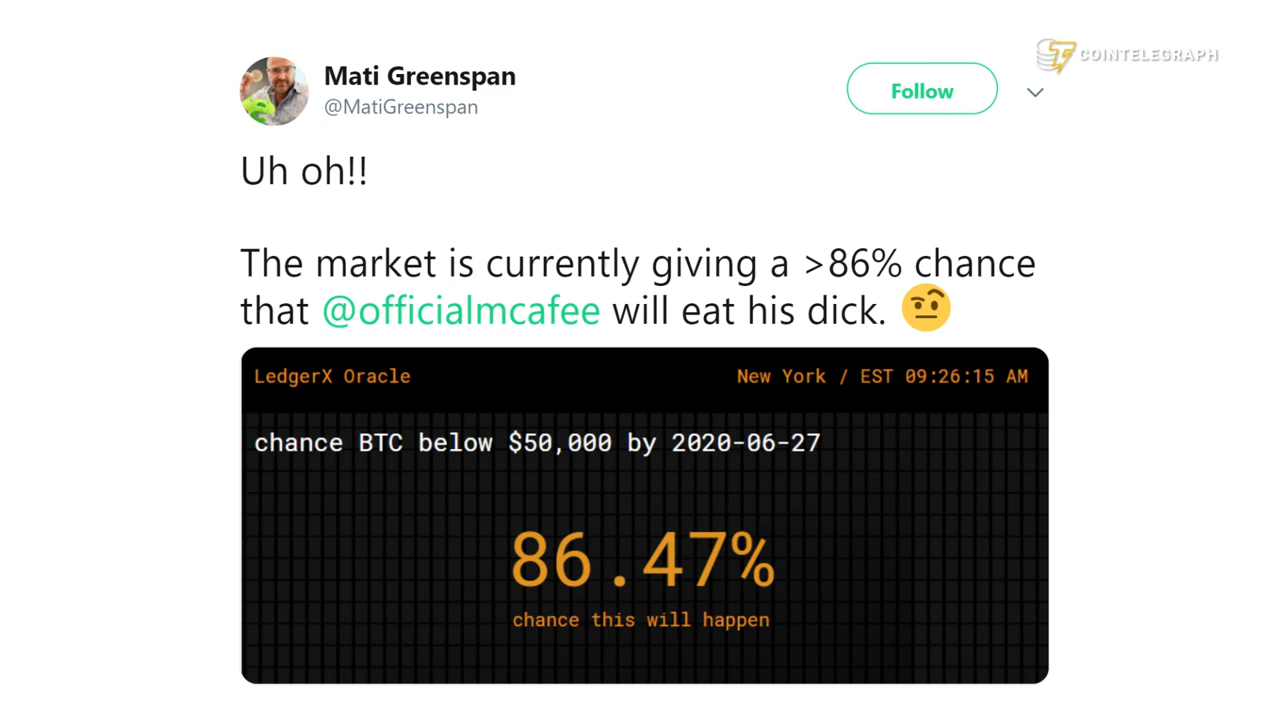 COINTELEGRAPH
Mati Greenspan
@MatiGreenspan
Follow
Uh oh!!
The market is currently giving a >86% chance
that @officialmcafee will eat his dick. 🤨
LedgerX Oracle
New York / EST 09:26:15 AM
chance BTC below $50,000 by 2020-06-27
86.47%
chance this will happen